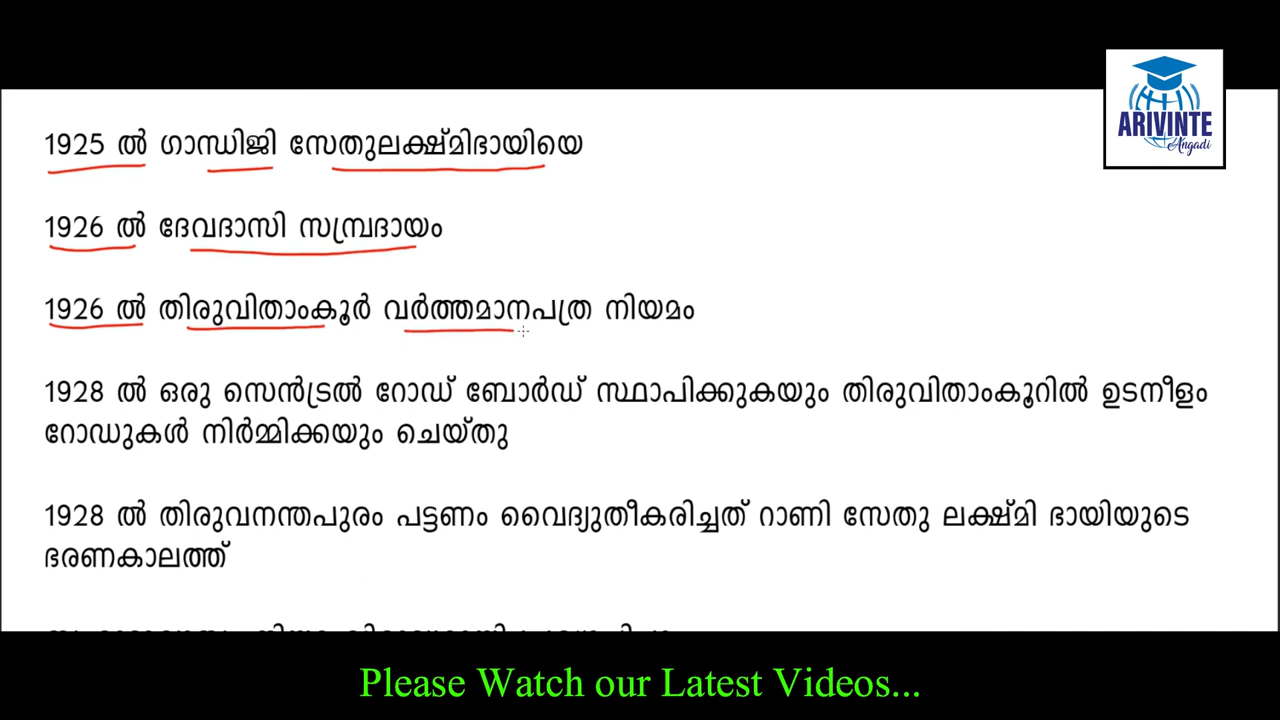 ARIVINTE
Angadi
1925 ൽ ഗാന്ധിജി സേതുലക്ഷ്മിഭായിയെ
1926 ൽ ദേവദാസി സമ്പ്രദായം
1926 ൽ തിരുവിതാംകൂർ വർത്തമാനപത്ര നിയമം
1928 ൽ ഒരു സെൻട്രൽ റോഡ് ബോർഡ് സ്ഥാപിക്കുകയും തിരുവിതാംകൂറിൽ ഉടനീളം
റോഡുകൾ നിർമ്മിക്കയും ചെയ്തു
1928 ൽ തിരുവനന്തപുരം പട്ടണം വൈദ്യുതീകരിച്ചത് റാണി സേതു ലക്ഷ്മി ഭായിയുടെ
ഭരണകാലത്ത്
Please Watch our Latest Videos...